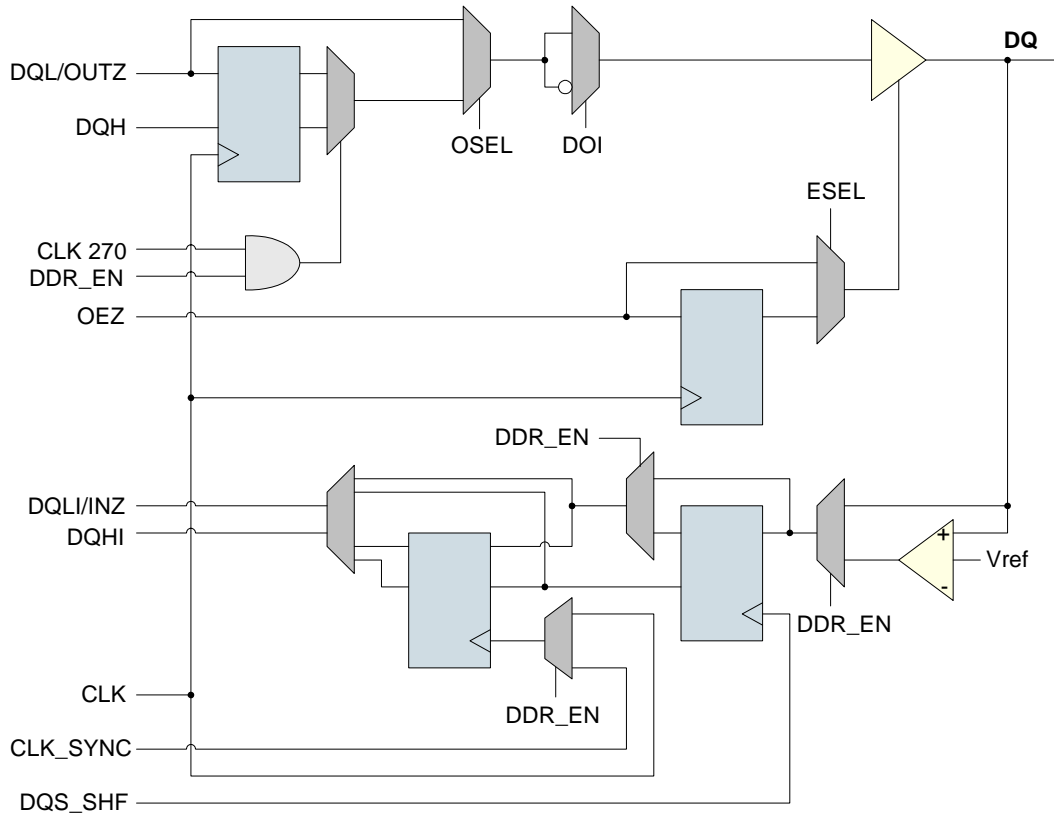 DQ
DQL/OUTZ
DQH
OSEL
DOI
ESEL
CLK 270
DDR_EN
OEZ
DDR_EN
DQLI/INZ
DQHI
+
Vref
-
DDR_EN
CLK
DDR_EN
CLK_SYNC
DQS_SHF